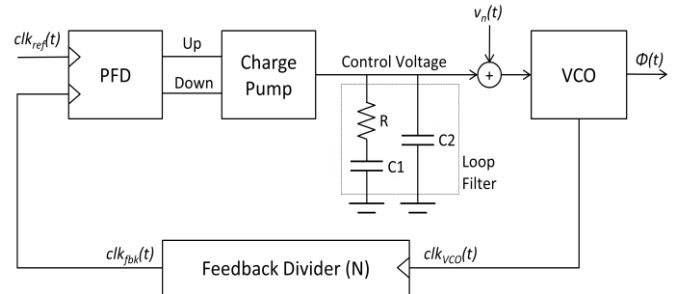 v_n(t)
clk_ref(t)
PFD
Up
Down
Charge
Pump
Control Voltage
+
VCO
Φ(t)
R
C1
C2
Loop
Filter
clk_fbk(t)
Feedback Divider (N)
clk_VCO(t)